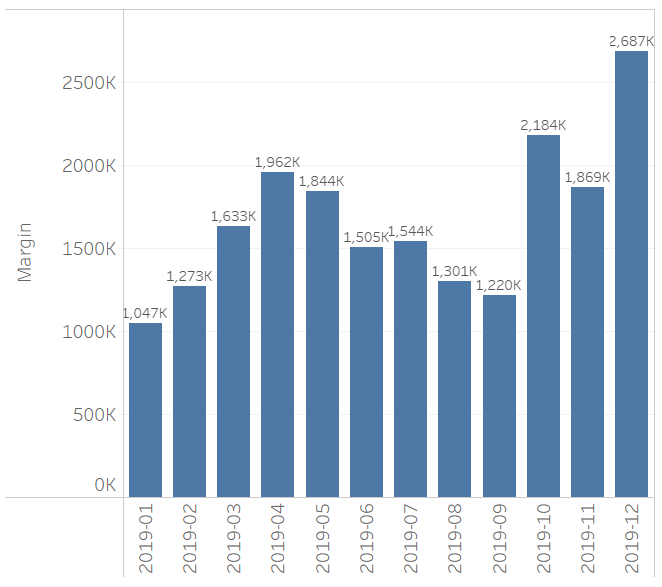 2,687K
2500K
2,184K
2000K
1,962K
1,869K
1,844K
1,633K
1,544K
1,505K
1500K
1,301K
1,273K
1,220K
1,047K
1000K
500K
0K
Margin
2019-01
2019-02
2019-03
2019-04
2019-05
2019-06
2019-07
2019-08
2019-09
2019-10
2019-11
2019-12